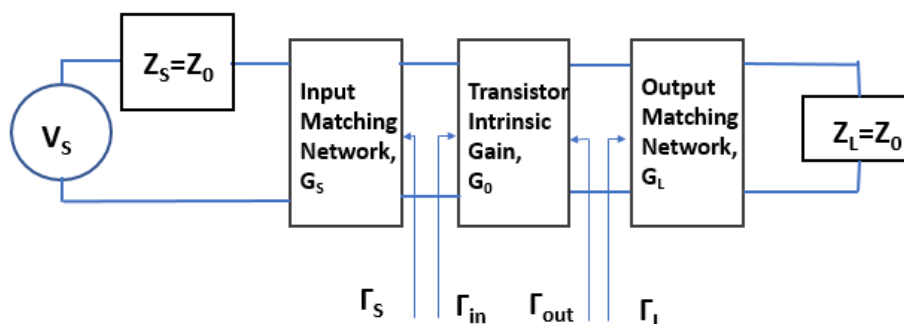 Z_S=Z_0
V_S
Input
Matching
Network,
G_S
Transistor
Intrinsic
Gain,
G_0
Output
Matching
Network,
G_L
Z_L=Z_0
Γ_S
Γ_in
Γ_out
Γ_L